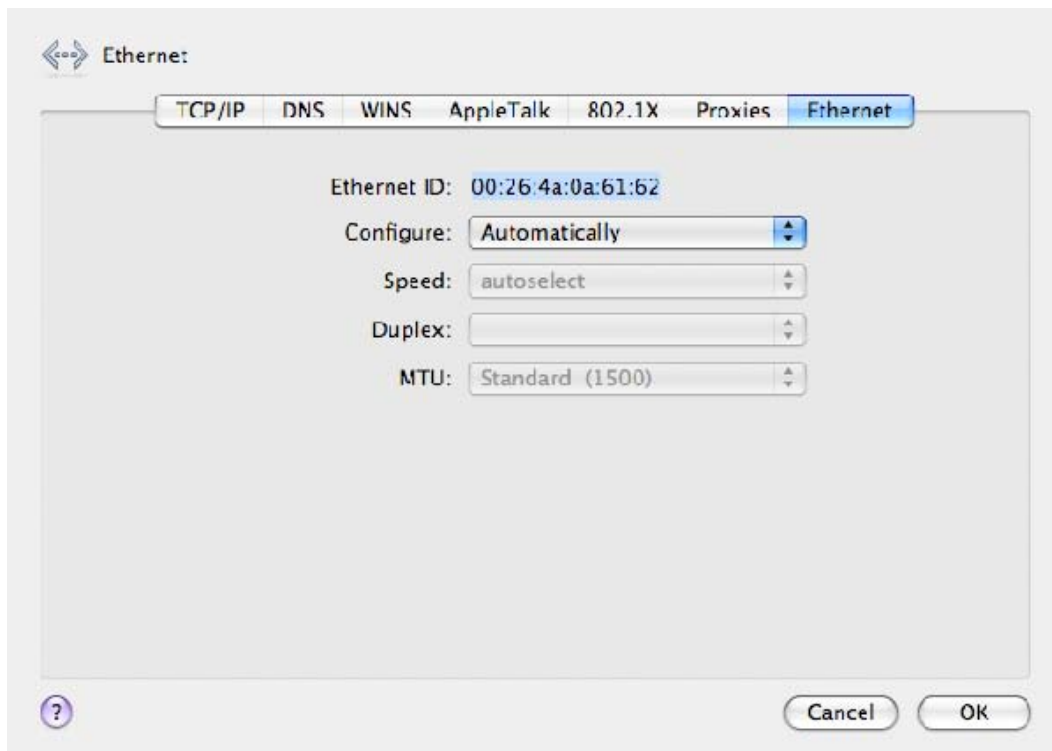 Ethernet
TCP/IP DNS WINS AppleTalk 802.1X Proxies Ethernet
Ethernet ID: 00:26:4a:0a:61:62
Configure: Automatically
Speed: autoselect
Duplex:
MTU: Standard (1500)
? Cancel OK